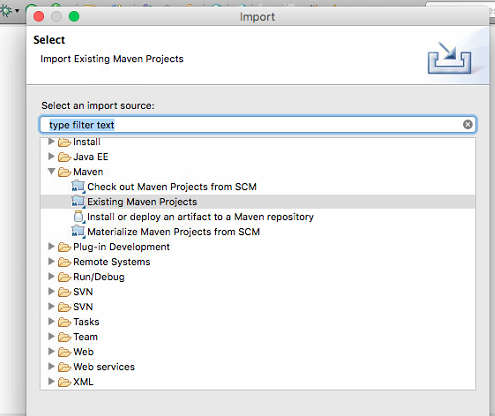 Import
Select
Import Existing Maven Projects
Select an import source:
type filter text
Install
Java EE
Maven
Check out Maven Projects from SCM
Existing Maven Projects
Install or deploy an artifact to a Maven repository
Materialize Maven Projects from SCM
Plug-in Development
Remote Systems
Run/Debug
SVN
SVN
Tasks
Team
Web
Web services
XML